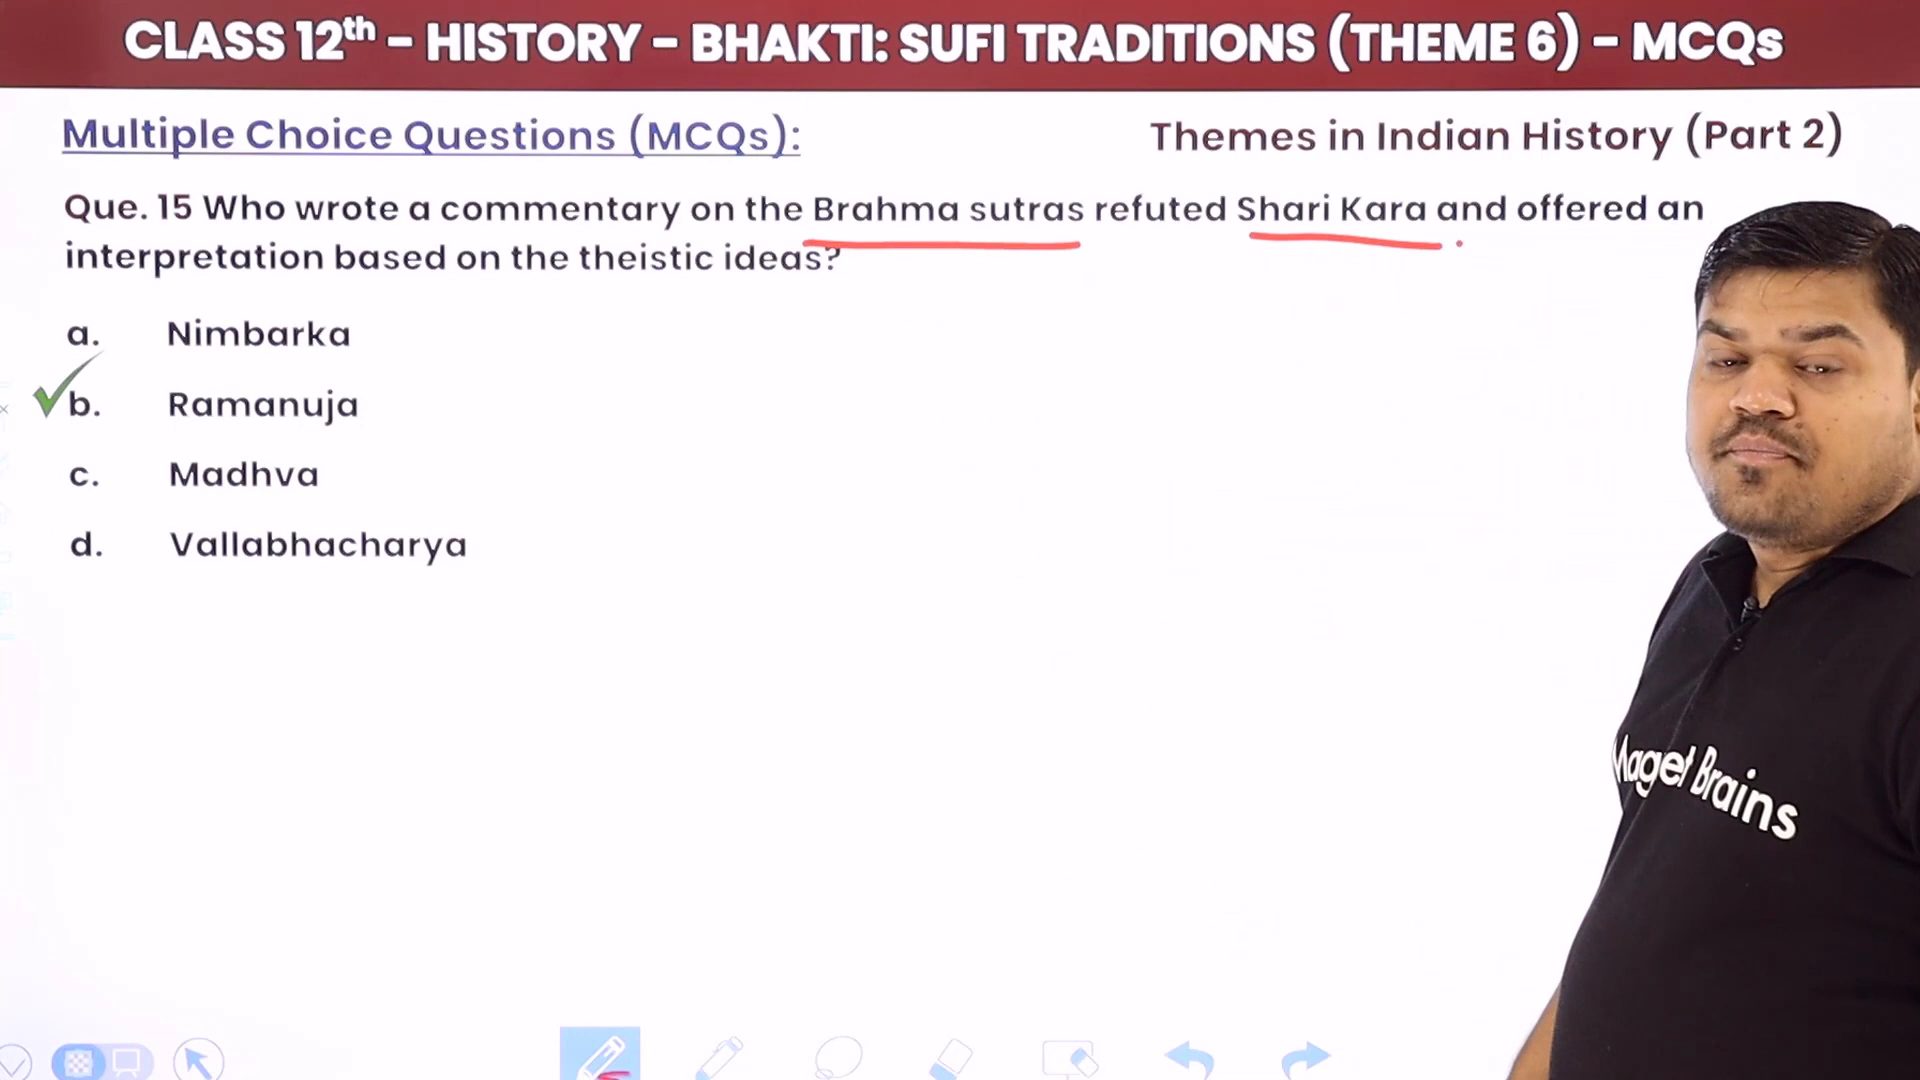 CLASS 12th - HISTORY - BHAKTI: SUFI TRADITIONS (THEME 6) - MCQs
Multiple Choice Questions (MCQs):
Themes in Indian History (Part 2)
Que. 15 Who wrote a commentary on the Brahma sutras refuted Shari Kara and offered an
interpretation based on the theistic ideas?
a. Nimbarka
b. Ramanuja
c. Madhva
d. Vallabhacharya
Maget Brains